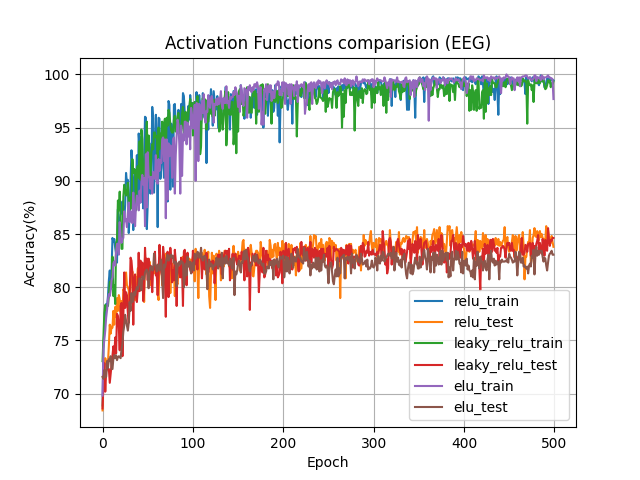 Activation Functions comparision (EEG)
Accuracy(%)
100
95
90
85
80
75
70
0
100
200
300
400
500
Epoch
relu_train
relu_test
leaky_relu_train
leaky_relu_test
elu_train
elu_test